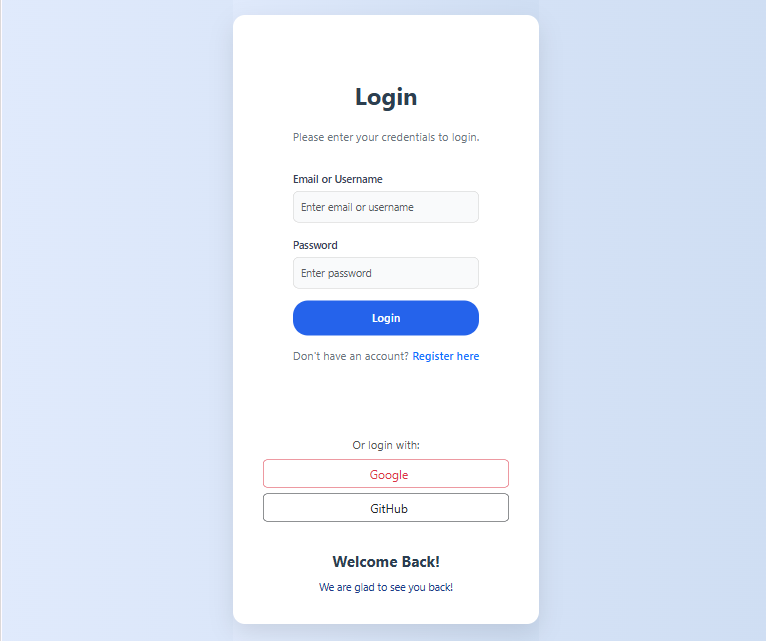 Login
Please enter your credentials to login.
Email or Username
Enter email or username
Password
Enter password
Login
Don't have an account? Register here
Or login with:
Google
GitHub
Welcome Back!
We are glad to see you back!